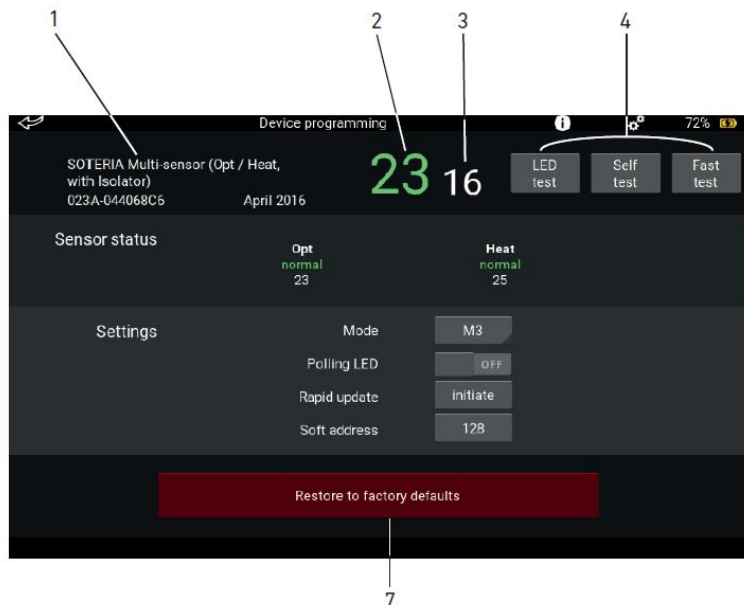 1 2 3 4
Device programming 72%
SOTERIA Multi-sensor (Opt / Heat,
with Isolator)
023A-044068C6 April 2016
23 16
LED test
Self test
Fast test
Sensor status
Opt
normal
23
Heat
normal
25
Settings
Mode M3
Polling LED OFF
Rapid update initiate
Soft address 128
Restore to factory defaults
7